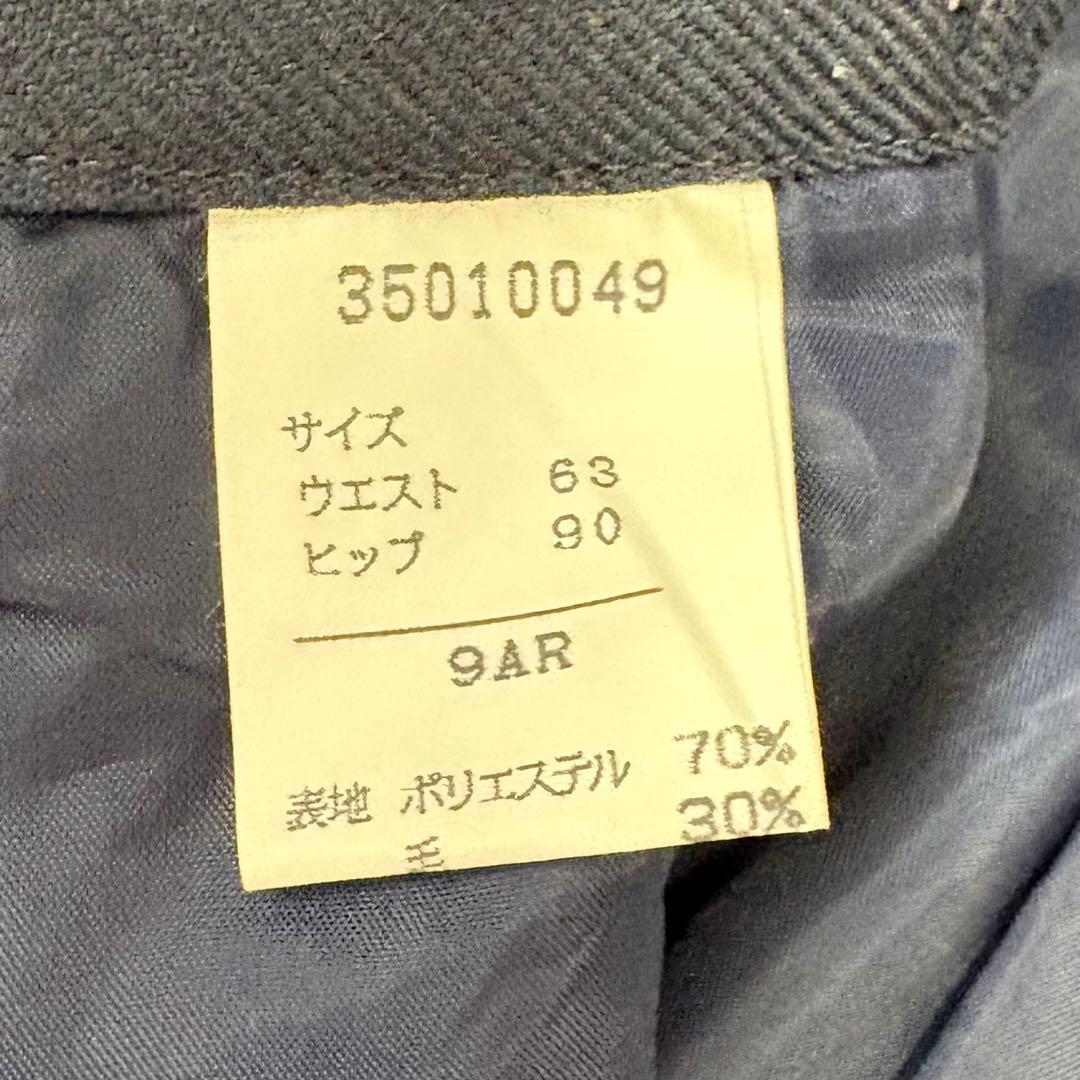 35010049
サイズ
ウエスト 63
ヒップ 90
9AR
表地 ポリエステル 70%
毛 30%